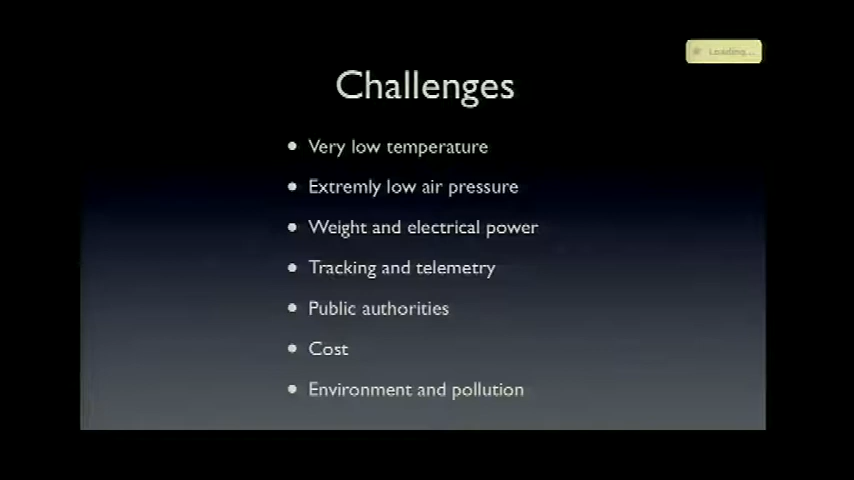 Loading...
Challenges
• Very low temperature
• Extremly low air pressure
• Weight and electrical power
• Tracking and telemetry
• Public authorities
• Cost
• Environment and pollution